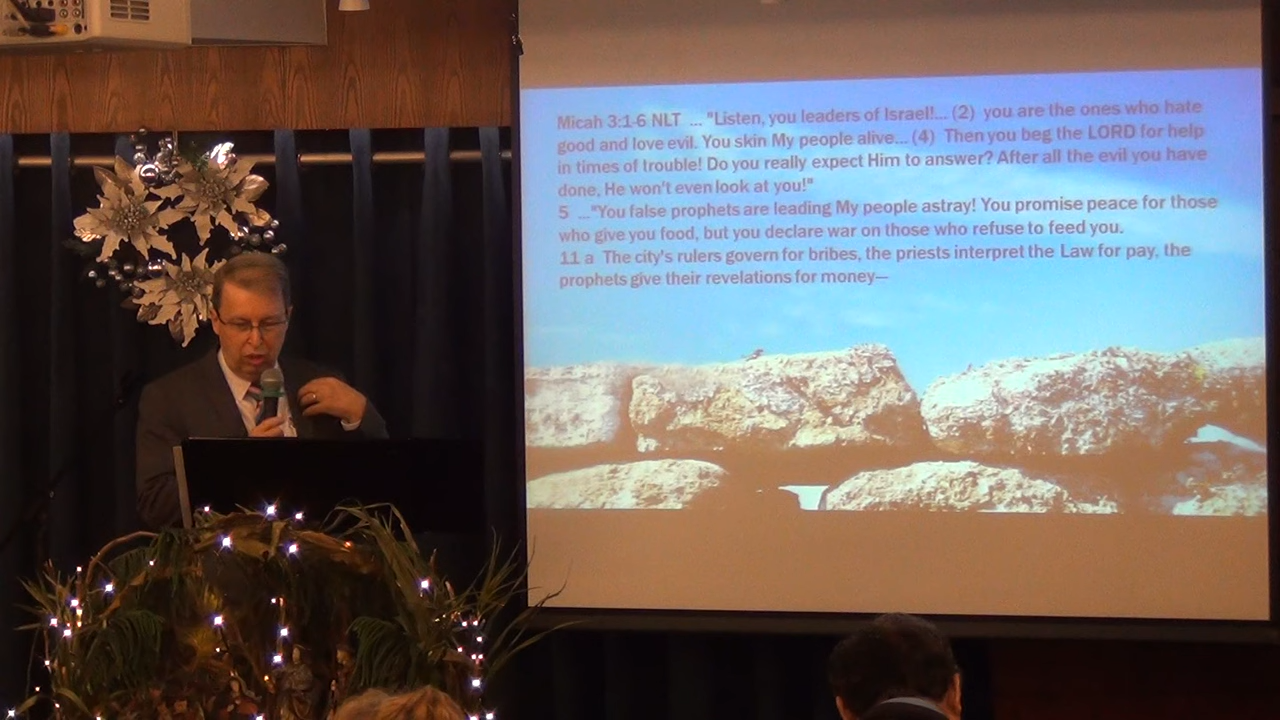 Micah 3:1-6 NLT ... "Listen, you leaders of Israel!... (2) you are the ones who hate
good and love evil. You skin My people alive... (4) Then you beg the LORD for help
in times of trouble! Do you really expect Him to answer? After all the evil you have
done, He won't even look at you!"
5 ..."You false prophets are leading My people astray! You promise peace for those
who give you food, but you declare war on those who refuse to feed you.
11 a The city's rulers govern for bribes, the priests interpret the Law for pay, the
prophets give their revelations for money—